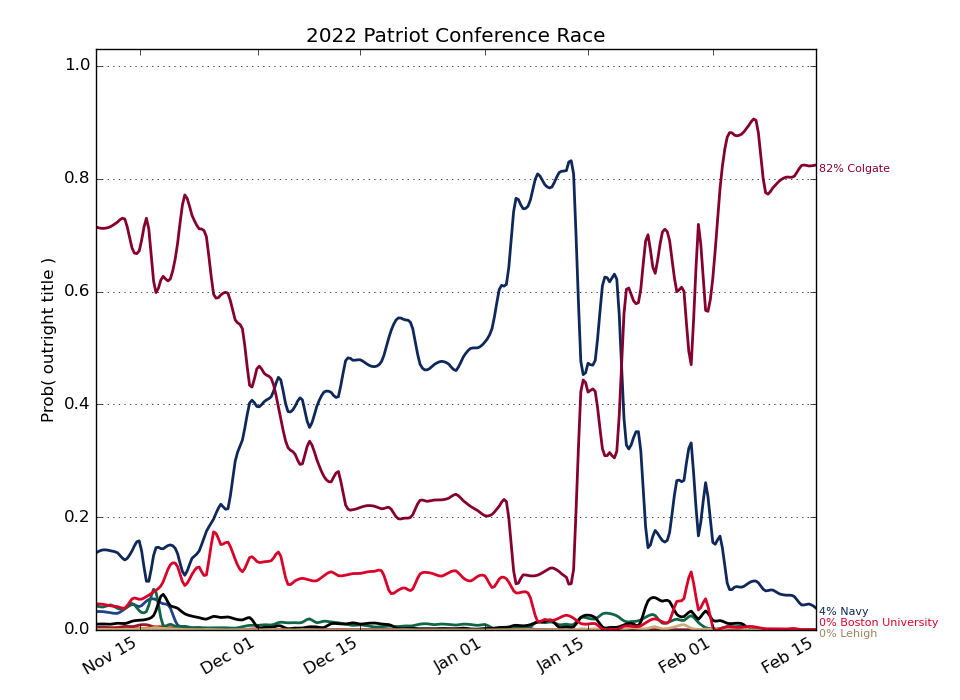 2022 Patriot Conference Race
Prob( outright title )
1.0
0.8
0.6
0.4
0.2
0.0
82% Colgate
4% Navy
0% Boston University
0% Lehigh
Nov 15
Dec 01
Dec 15
Jan 01
Jan 15
Feb 01
Feb 15